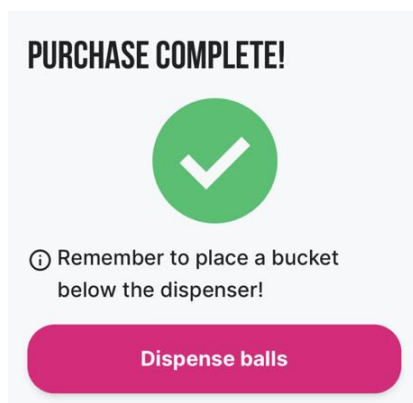 PURCHASE COMPLETE!
Remember to place a bucket
below the dispenser!
Dispense balls